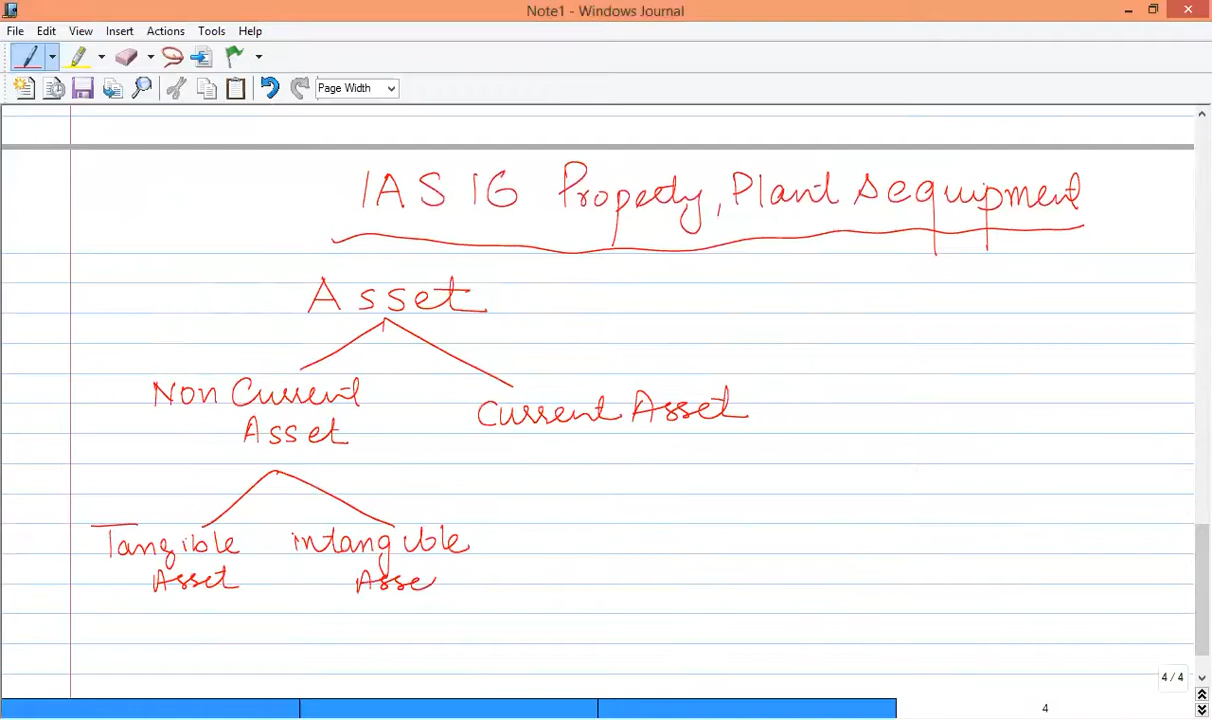 Note1 - Windows Journal
File Edit View Insert Actions Tools Help
Page Width
IAS 16 Property, Plant & equipment
Asset
Non Current
Asset
Current Asset
Tangible
Asset
intangible
Asse
4 / 4
4